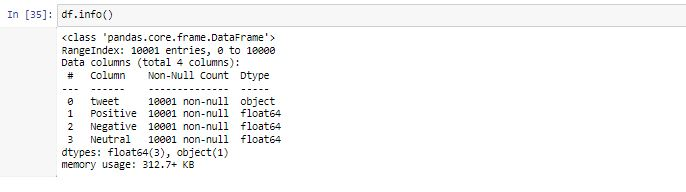 In [35]: df.info()
<class 'pandas.core.frame.DataFrame'>
RangeIndex: 10001 entries, 0 to 10000
Data columns (total 4 columns):
 #   Column    Non-Null Count  Dtype
---  ------    --------------  -----
 0   tweet     10001 non-null  object
 1   Positive  10001 non-null  float64
 2   Negative  10001 non-null  float64
 3   Neutral   10001 non-null  float64
dtypes: float64(3), object(1)
memory usage: 312.7+ KB